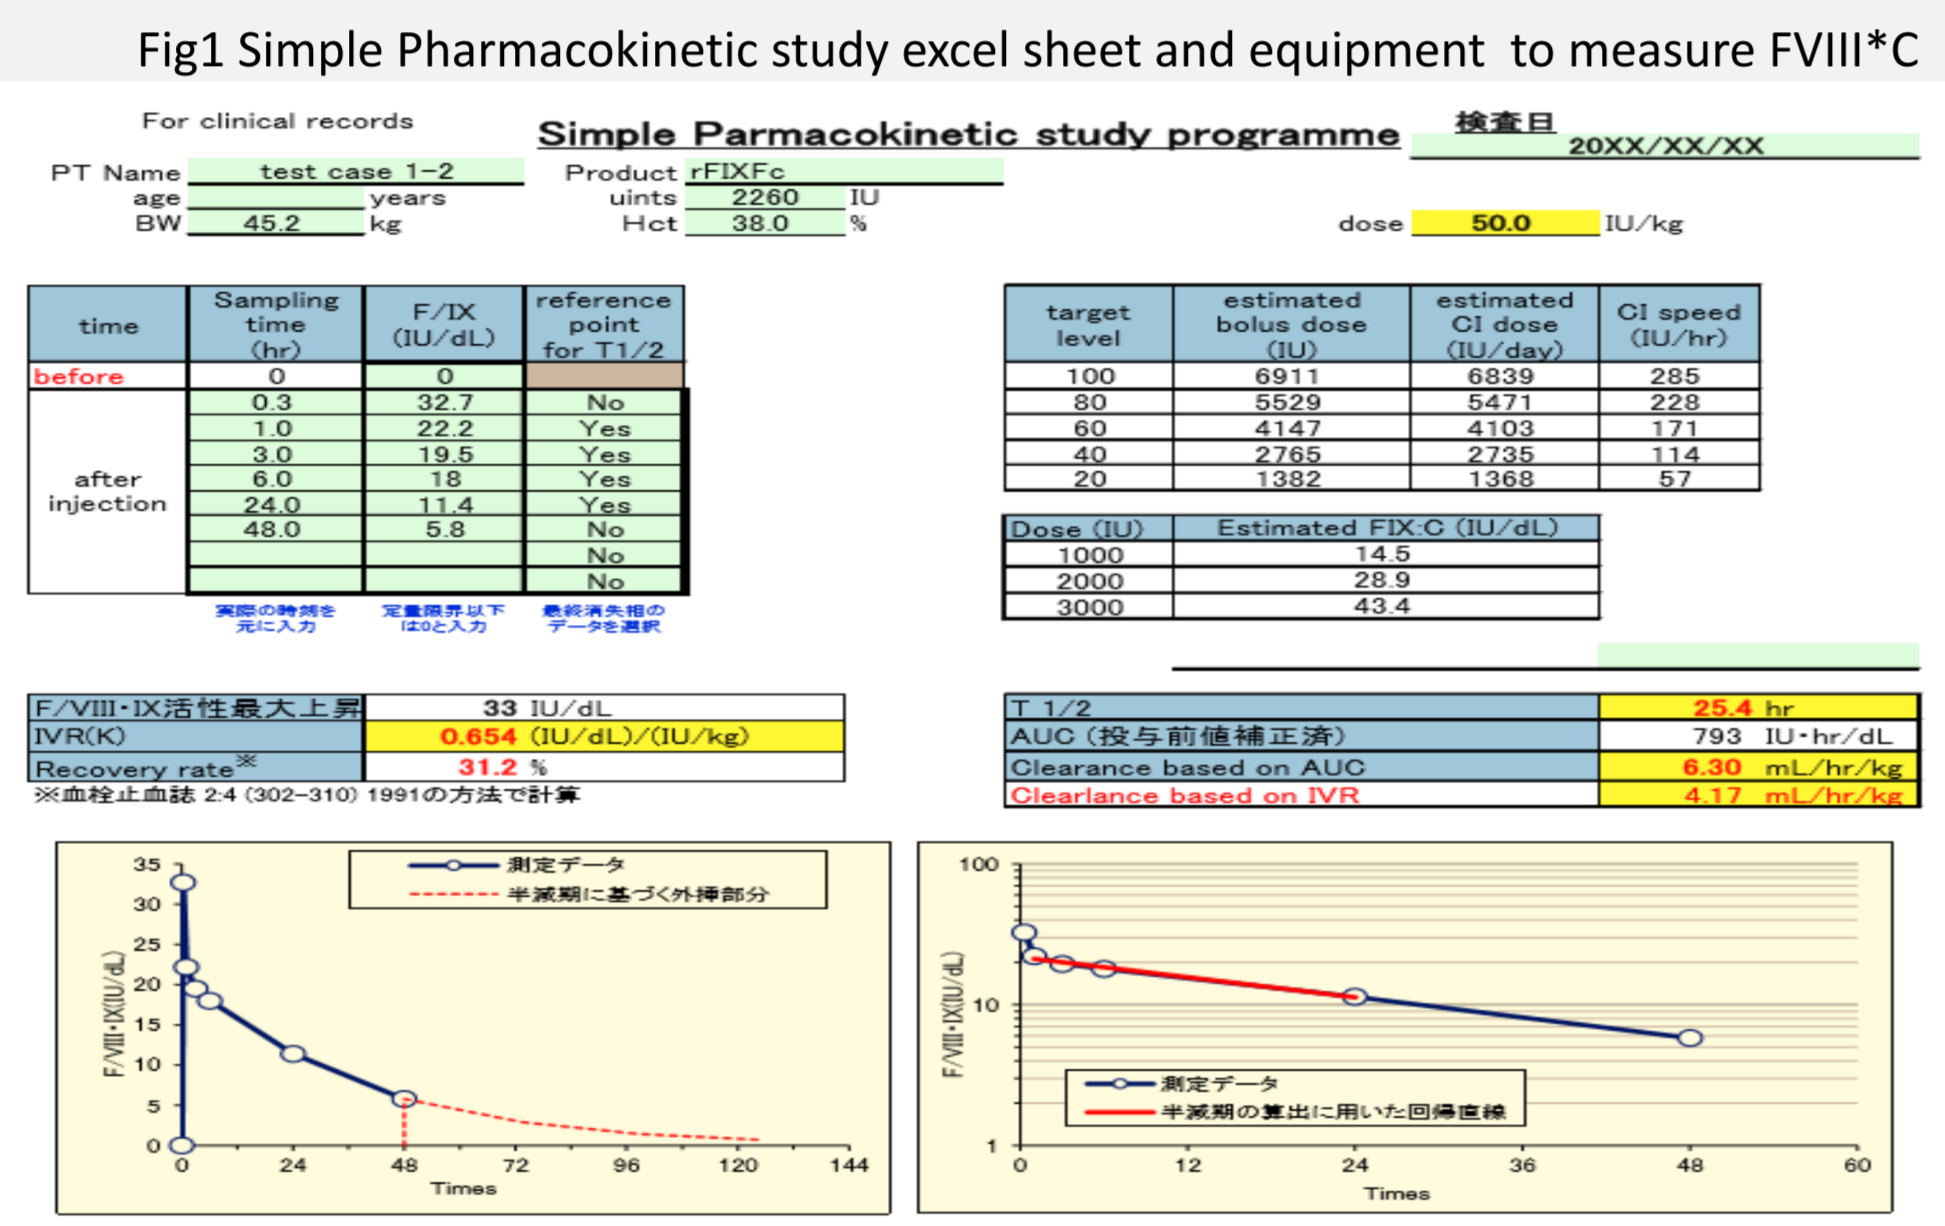 Fig1 Simple Pharmacokinetic study excel sheet and equipment to measure FVIII*C
For clinical records
Simple Parmacokinetic study programme
検査日
20XX/XX/XX
PT Name test case 1-2
Product rFIXFc
age years
uints 2260 IU
BW 45.2 kg
Hct 38.0 %
dose 50.0 IU/kg
time Sampling time (hr) F/IX (IU/dL) reference point for T1/2
before 0 0
after injection
0.3 32.7 No
1.0 22.2 Yes
3.0 19.5 Yes
6.0 18 Yes
24.0 11.4 Yes
48.0 5.8 No
No
No
実際の時刻を元に入力
定量限界以下は0と入力
最終消失相のデータを選択
target level estimated bolus dose (IU) estimated CI dose (IU/day) CI speed (IU/hr)
100 6911 6839 285
80 5529 5471 228
60 4147 4103 171
40 2765 2735 114
20 1382 1368 57
Dose (IU) Estimated FIX:C (IU/dL)
1000 14.5
2000 28.9
3000 43.4
F/VIII・IX活性最大上昇 33 IU/dL
IVR(K) 0.654 (IU/dL)/(IU/kg)
Recovery rate※ 31.2 %
※血栓止血誌 2:4 (302-310) 1991の方法で計算
T 1/2 25.4 hr
AUC (投与前値補正済) 793 IU・hr/dL
Clearance based on AUC 6.30 mL/hr/kg
Clearlance based on IVR 4.17 mL/hr/kg
測定データ
半減期に基づく外挿部分
F/VIII・IX(IU/dL)
35
30
25
20
15
10
5
0
0 24 48 72 96 120 144
Times
F/VIII・IX(IU/dL)
100
10
1
測定データ
半減期の算出に用いた回帰直線
0 12 24 36 48 60
Times